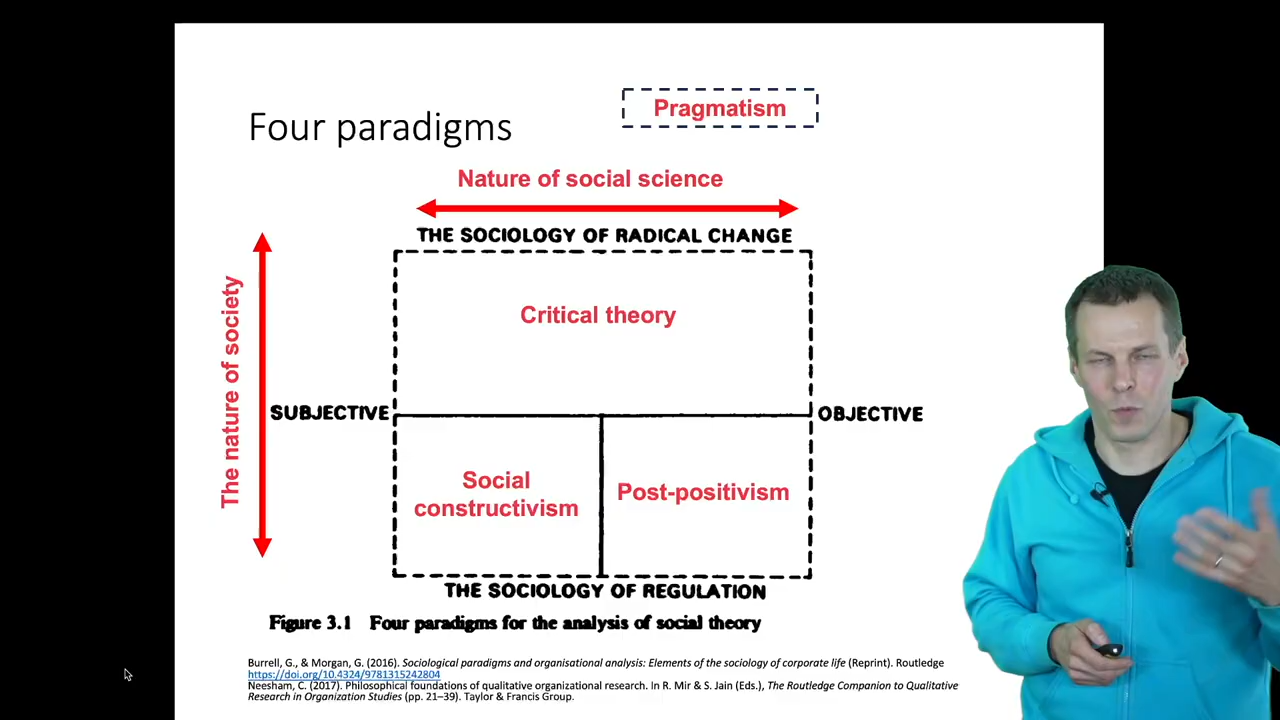 Pragmatism
Four paradigms
Nature of social science
THE SOCIOLOGY OF RADICAL CHANGE
The nature of society
Critical theory
SUBJECTIVE
OBJECTIVE
Social
constructivism
Post-positivism
THE SOCIOLOGY OF REGULATION
Figure 3.1 Four paradigms for the analysis of social theory
Burrell, G., & Morgan, G. (2016). Sociological paradigms and organisational analysis: Elements of the sociology of corporate life (Reprint). Routledge
https://doi.org/10.4324/9781315242804
Neesham, C. (2017). Philosophical foundations of qualitative organizational research. In R. Mir & S. Jain (Eds.), The Routledge Companion to Qualitative
Research in Organization Studies (pp. 21–39). Taylor & Francis Group.